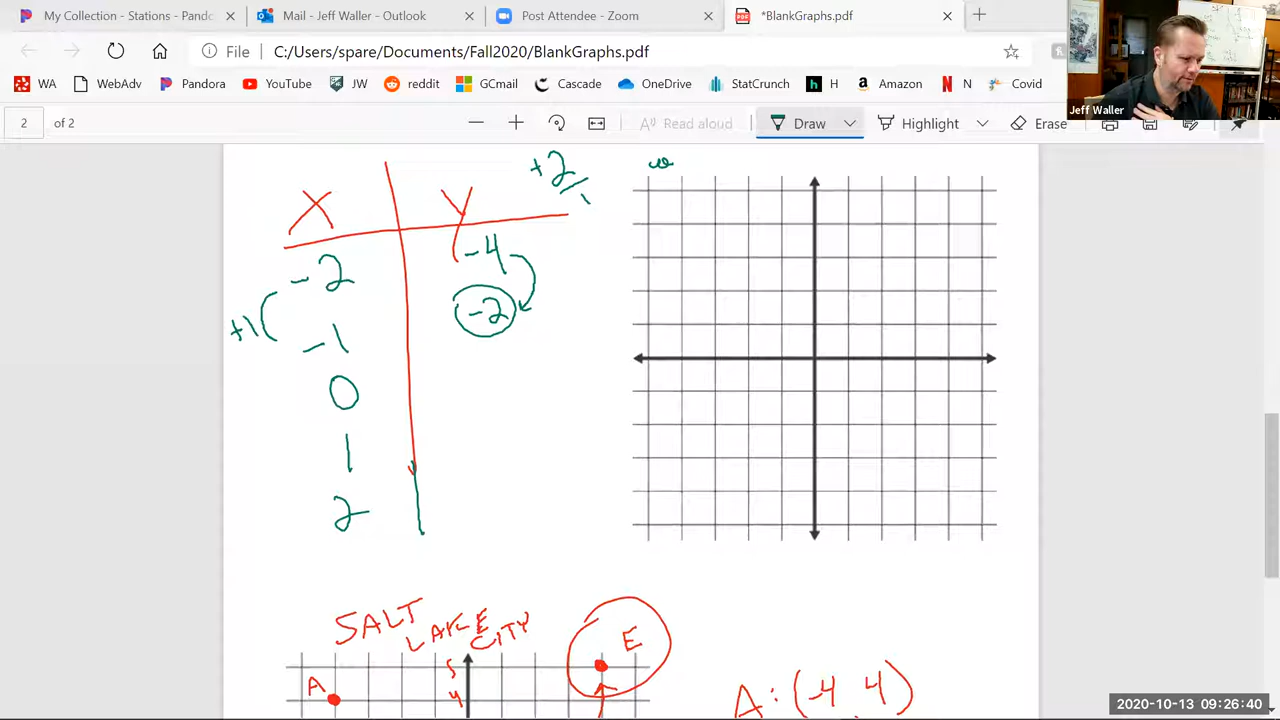 My Collection - Stations - Pando
Mail - Jeff Waller - Outlook
Post Attendee - Zoom
*BlankGraphs.pdf
File
C:/Users/spare/Documents/Fall2020/BlankGraphs.pdf
WA
WebAdv
Pandora
YouTube
JW
reddit
GCmail
Cascade
OneDrive
StatCrunch
H
Amazon
N
Covid
Jeff Waller
2 of 2
Read aloud
Draw
Highlight
Erase
+2/1
X Y
-2 -4
+1 -1 -2
0
1
2
SALT
LAKE
CITY
E
5
A
4
A: (-4 4)
2020-10-13 09:26:40